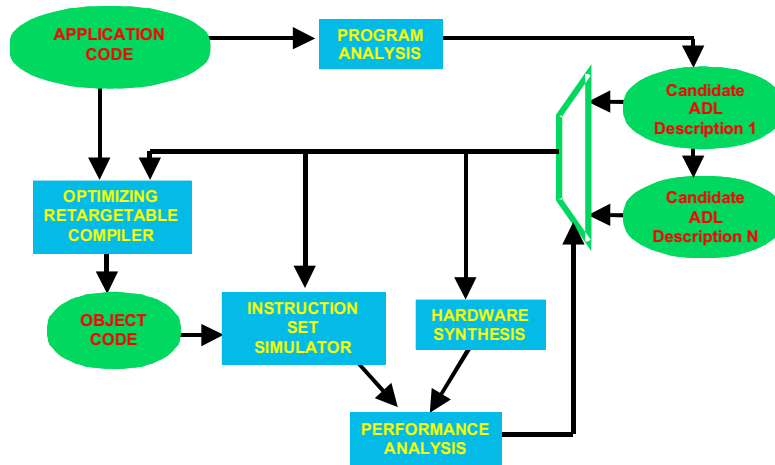 APPLICATION
CODE
PROGRAM
ANALYSIS
Candidate
ADL
Description 1
Candidate
ADL
Description N
OPTIMIZING
RETARGETABLE
COMPILER
OBJECT
CODE
INSTRUCTION
SET
SIMULATOR
HARDWARE
SYNTHESIS
PERFORMANCE
ANALYSIS